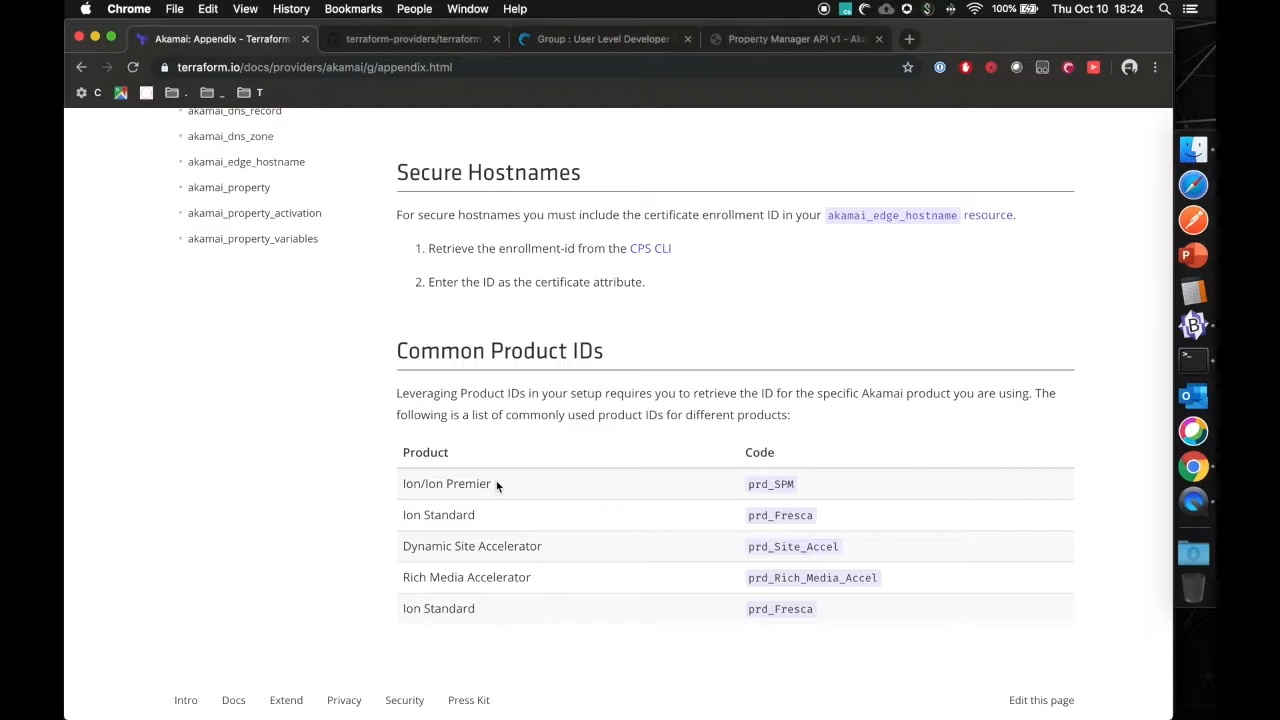 Chrome File Edit View History Bookmarks People Window Help 100% Thu Oct 10 18:24
Akamai: Appendix - Terraform terraform-providers/terraform Group : User Level Developer Property Manager API v1 - Aka
terraform.io/docs/providers/akamai/g/appendix.html
C . _ T
akamai_dns_record
akamai_dns_zone
akamai_edge_hostname
akamai_property
akamai_property_activation
akamai_property_variables
Secure Hostnames
For secure hostnames you must include the certificate enrollment ID in your akamai_edge_hostname resource.
1. Retrieve the enrollment-id from the CPS CLI
2. Enter the ID as the certificate attribute.
Common Product IDs
Leveraging Product IDs in your setup requires you to retrieve the ID for the specific Akamai product you are using. The
following is a list of commonly used product IDs for different products:
Product Code
Ion/Ion Premier prd_SPM
Ion Standard prd_Fresca
Dynamic Site Accelerator prd_Site_Accel
Rich Media Accelerator prd_Rich_Media_Accel
Ion Standard prd_Fresca
Intro Docs Extend Privacy Security Press Kit Edit this page